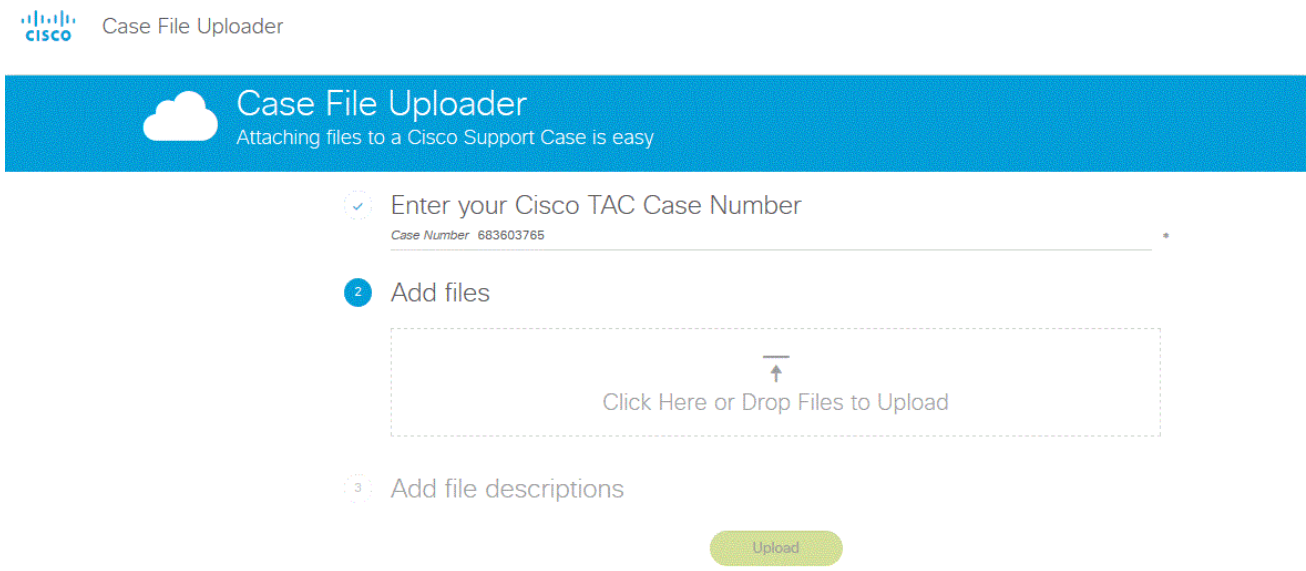 CISCO Case File Uploader
Case File Uploader
Attaching files to a Cisco Support Case is easy
Enter your Cisco TAC Case Number
Case Number 683603765 *
2 Add files
Click Here or Drop Files to Upload
3 Add file descriptions
Upload